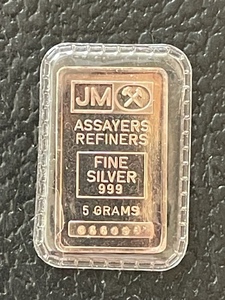 JM
ASSAYERS
REFINERS
FINE
SILVER
999
5 GRAMS